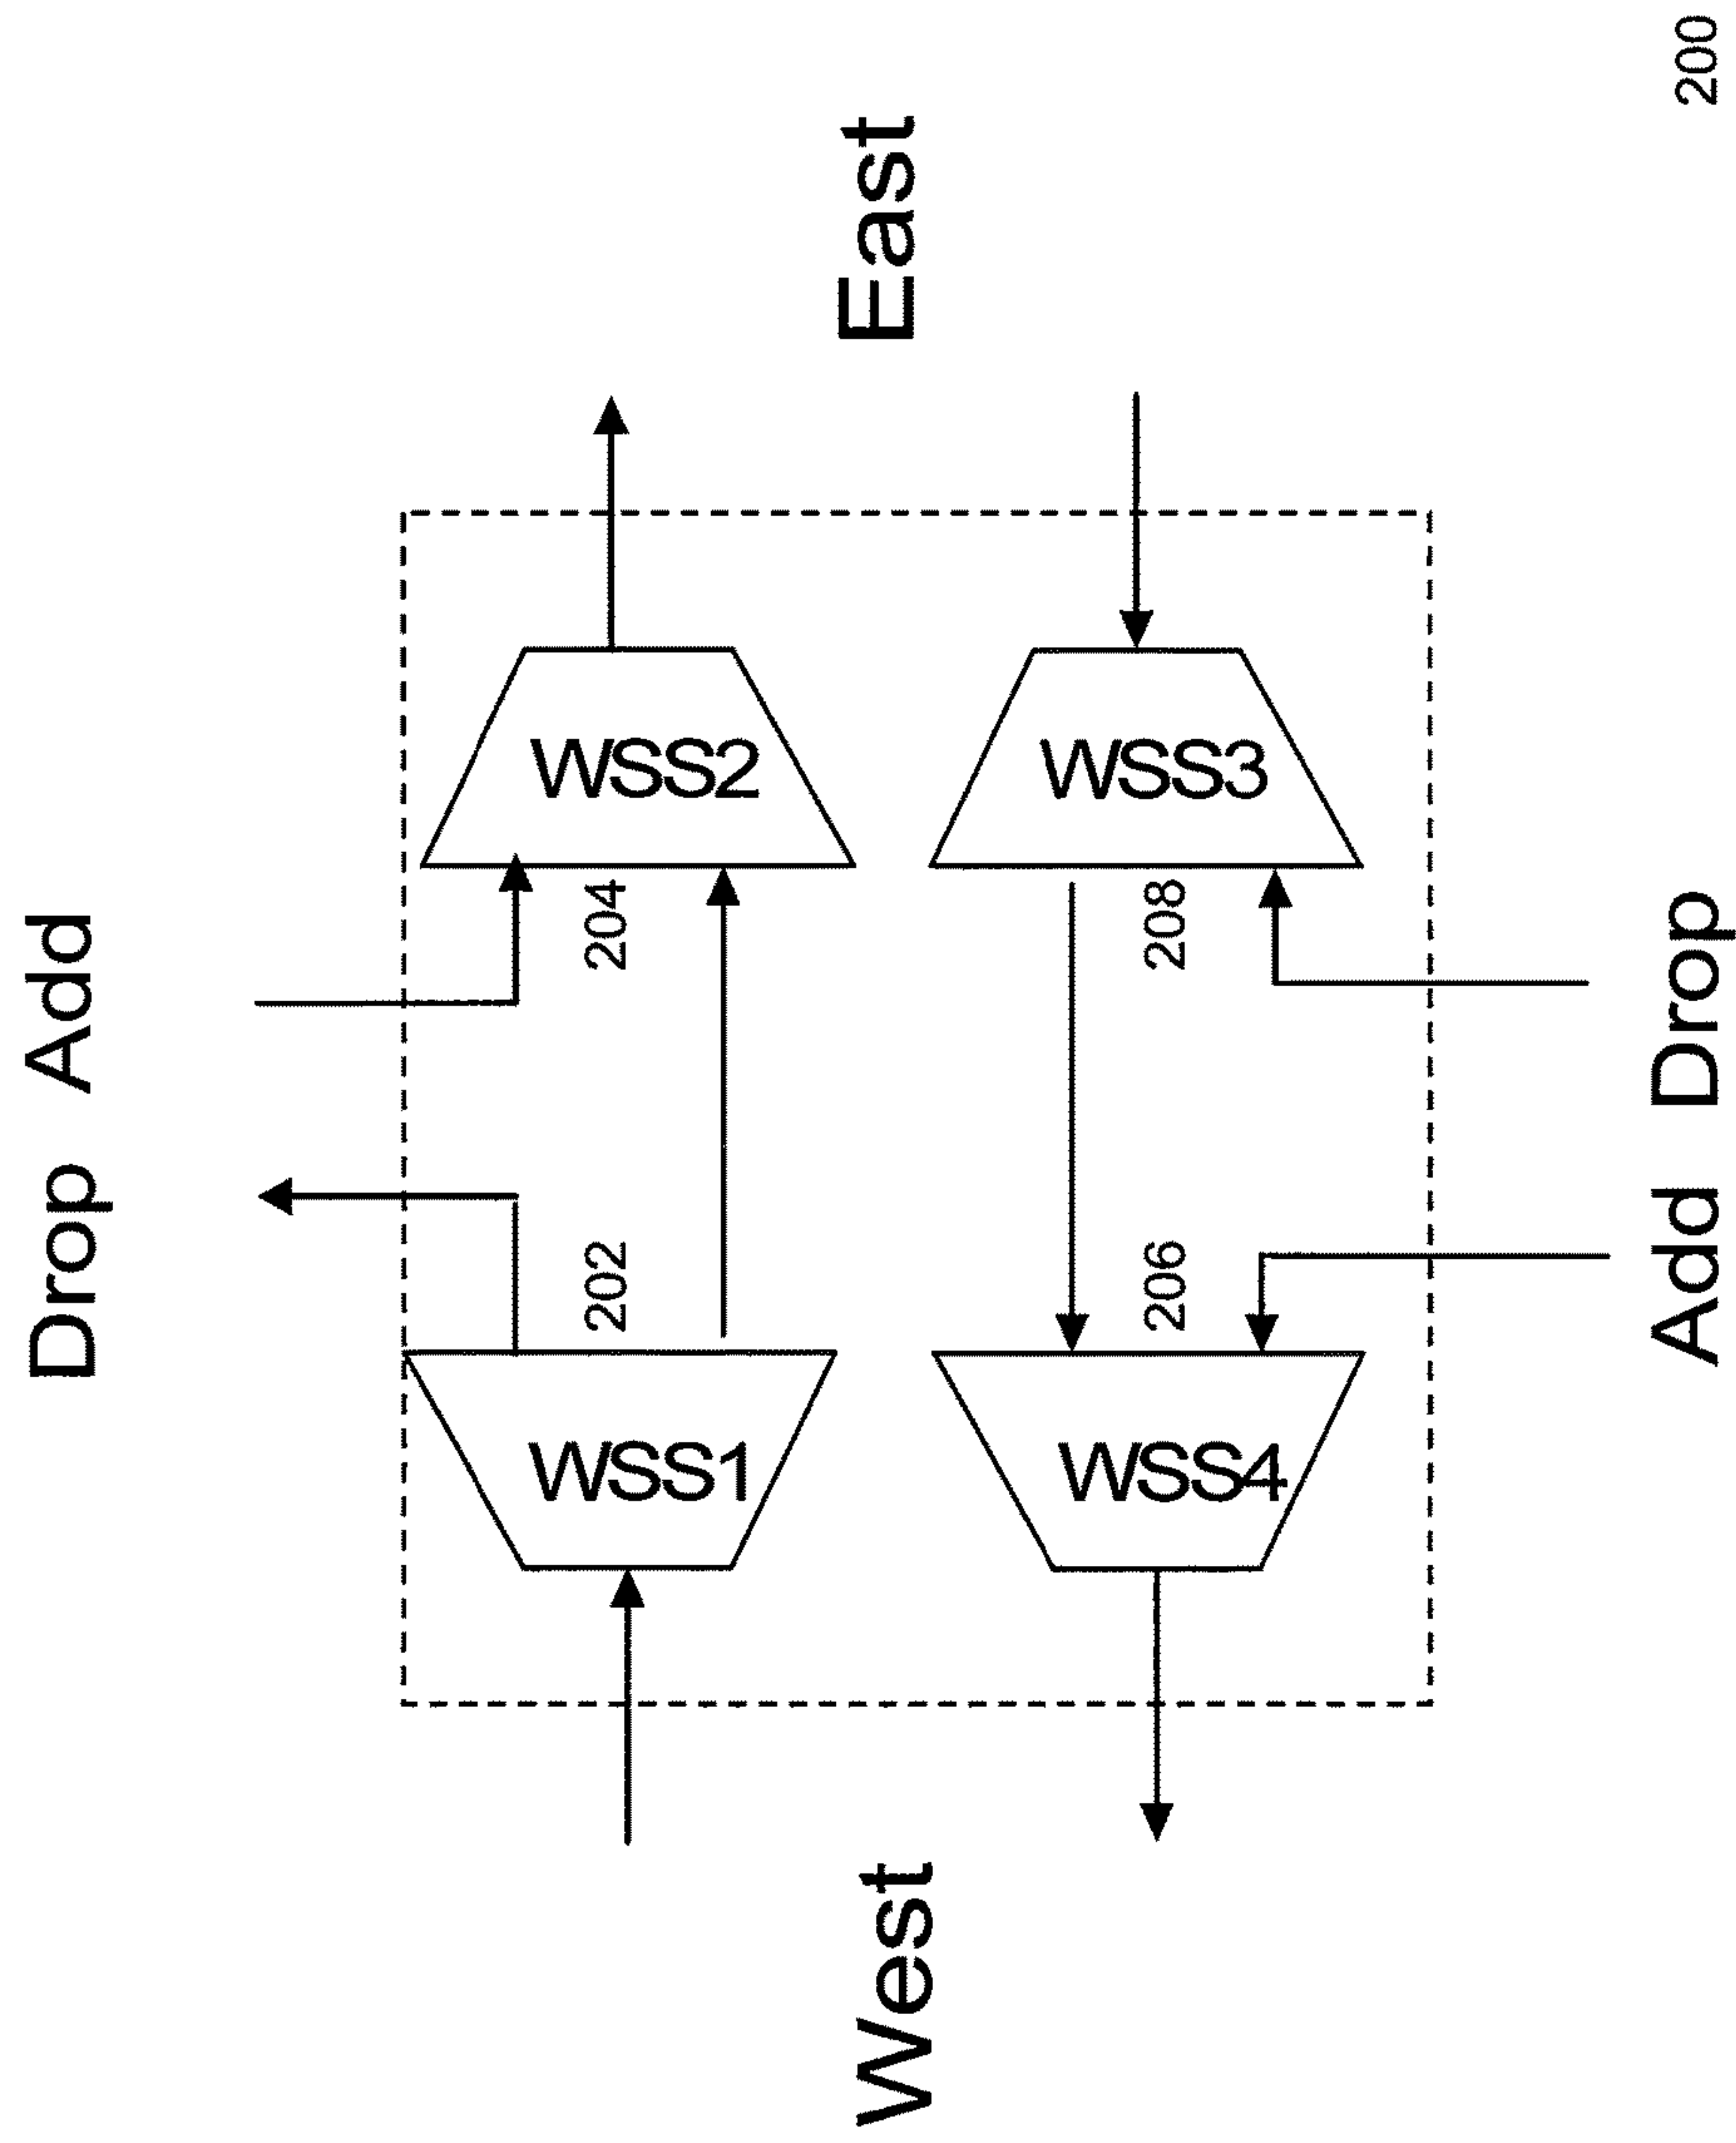 Drop Add
West
East
WSS1
202
204
WSS2
WSS4
206
208
WSS3
Add Drop
200